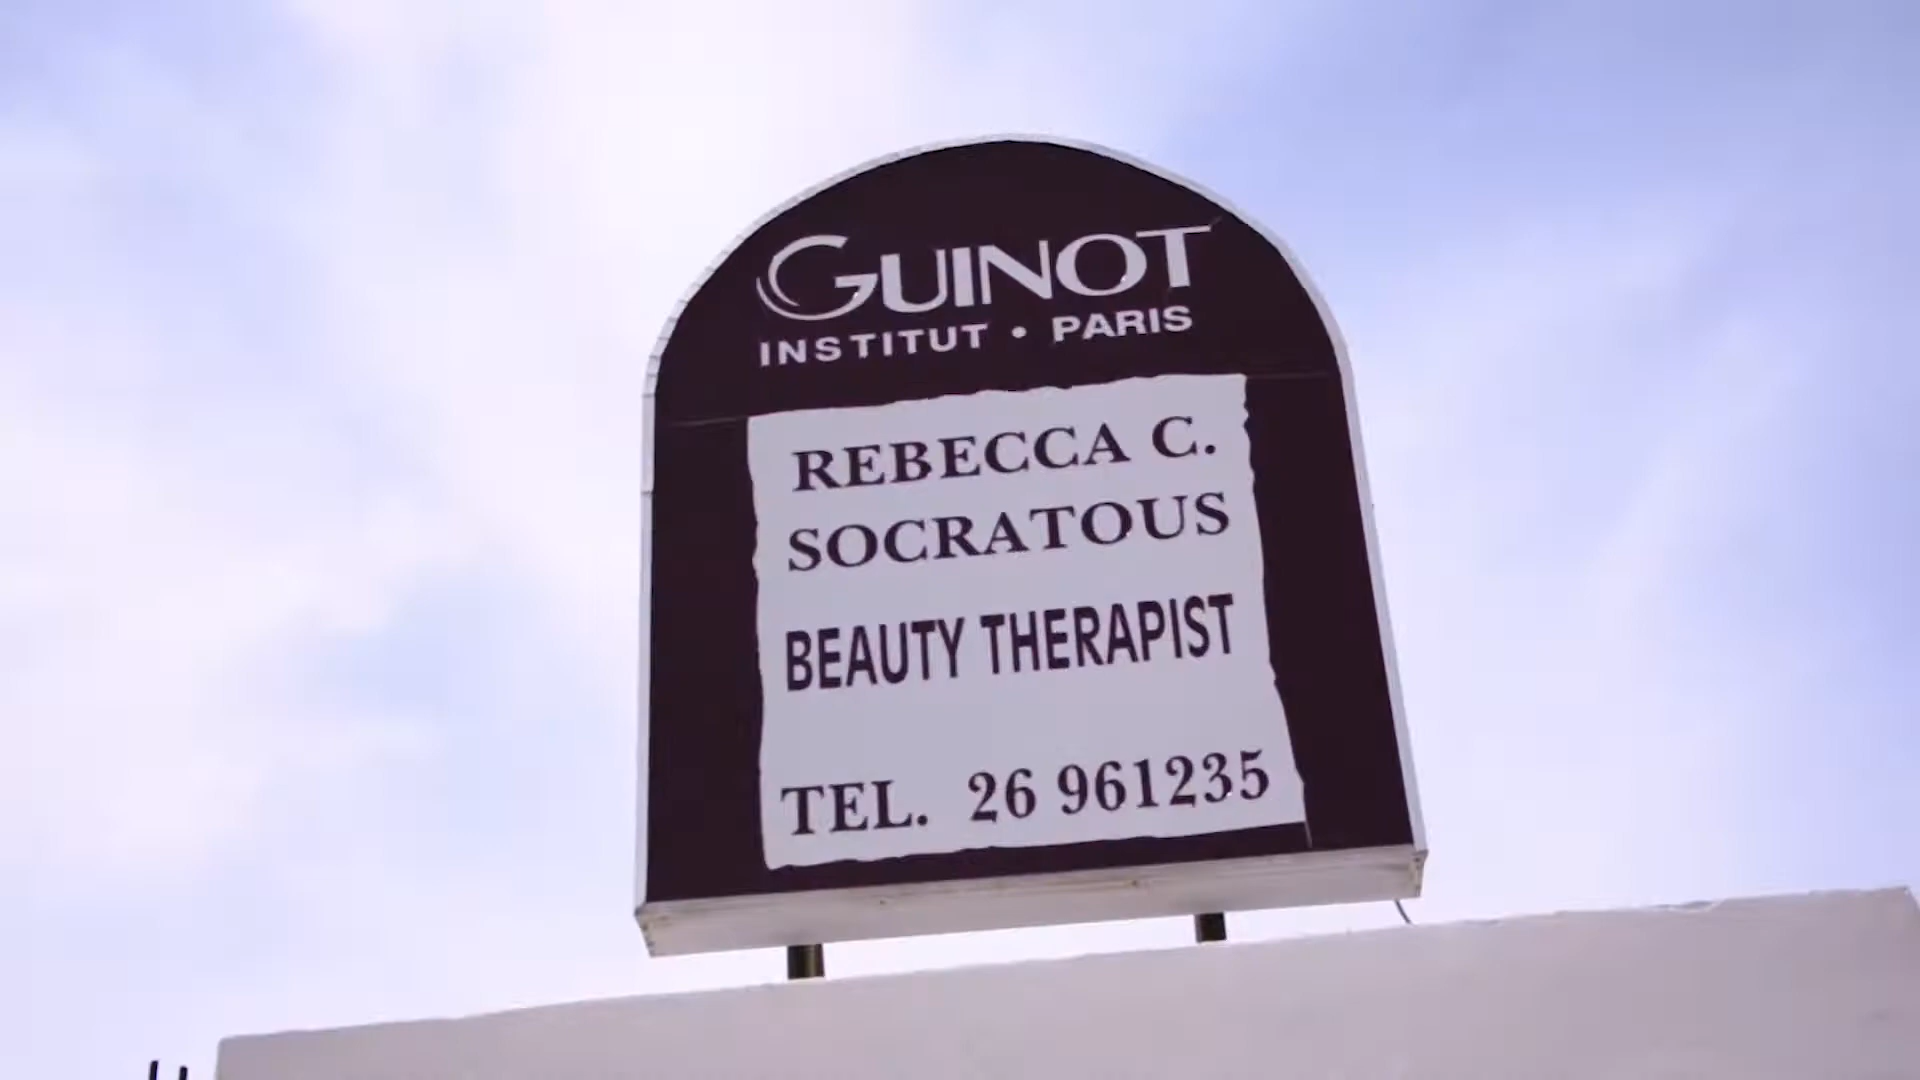 GUINOT
INSTITUT • PARIS
REBECCA C.
SOCRATOUS
BEAUTY THERAPIST
TEL. 26 961235